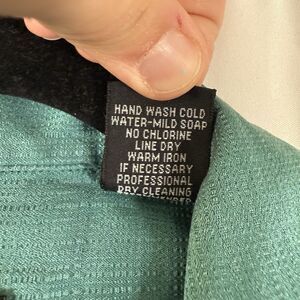 HAND WASH COLD
WATER-MILD SOAP
NO CHLORINE
LINE DRY
WARM IRON
IF NECESSARY
PROFESSIONAL
DRY CLEANING